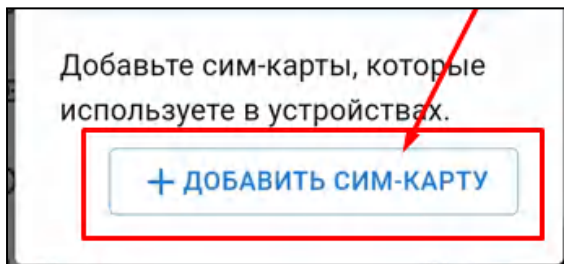 Добавьте сим-карты, которые
используете в устройствах.
+ ДОБАВИТЬ СИМ-КАРТУ